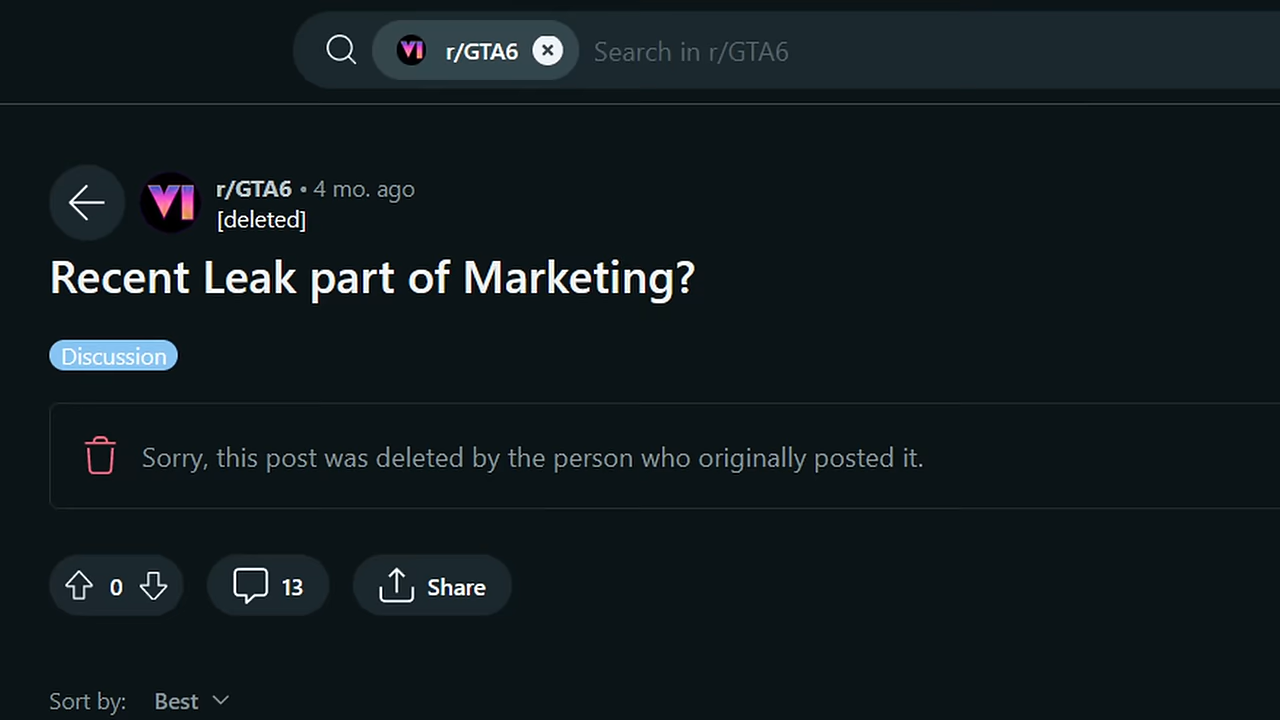 r/GTA6 Search in r/GTA6
VI r/GTA6 • 4 mo. ago
[deleted]
Recent Leak part of Marketing?
Discussion
Sorry, this post was deleted by the person who originally posted it.
0 13 Share
Sort by: Best